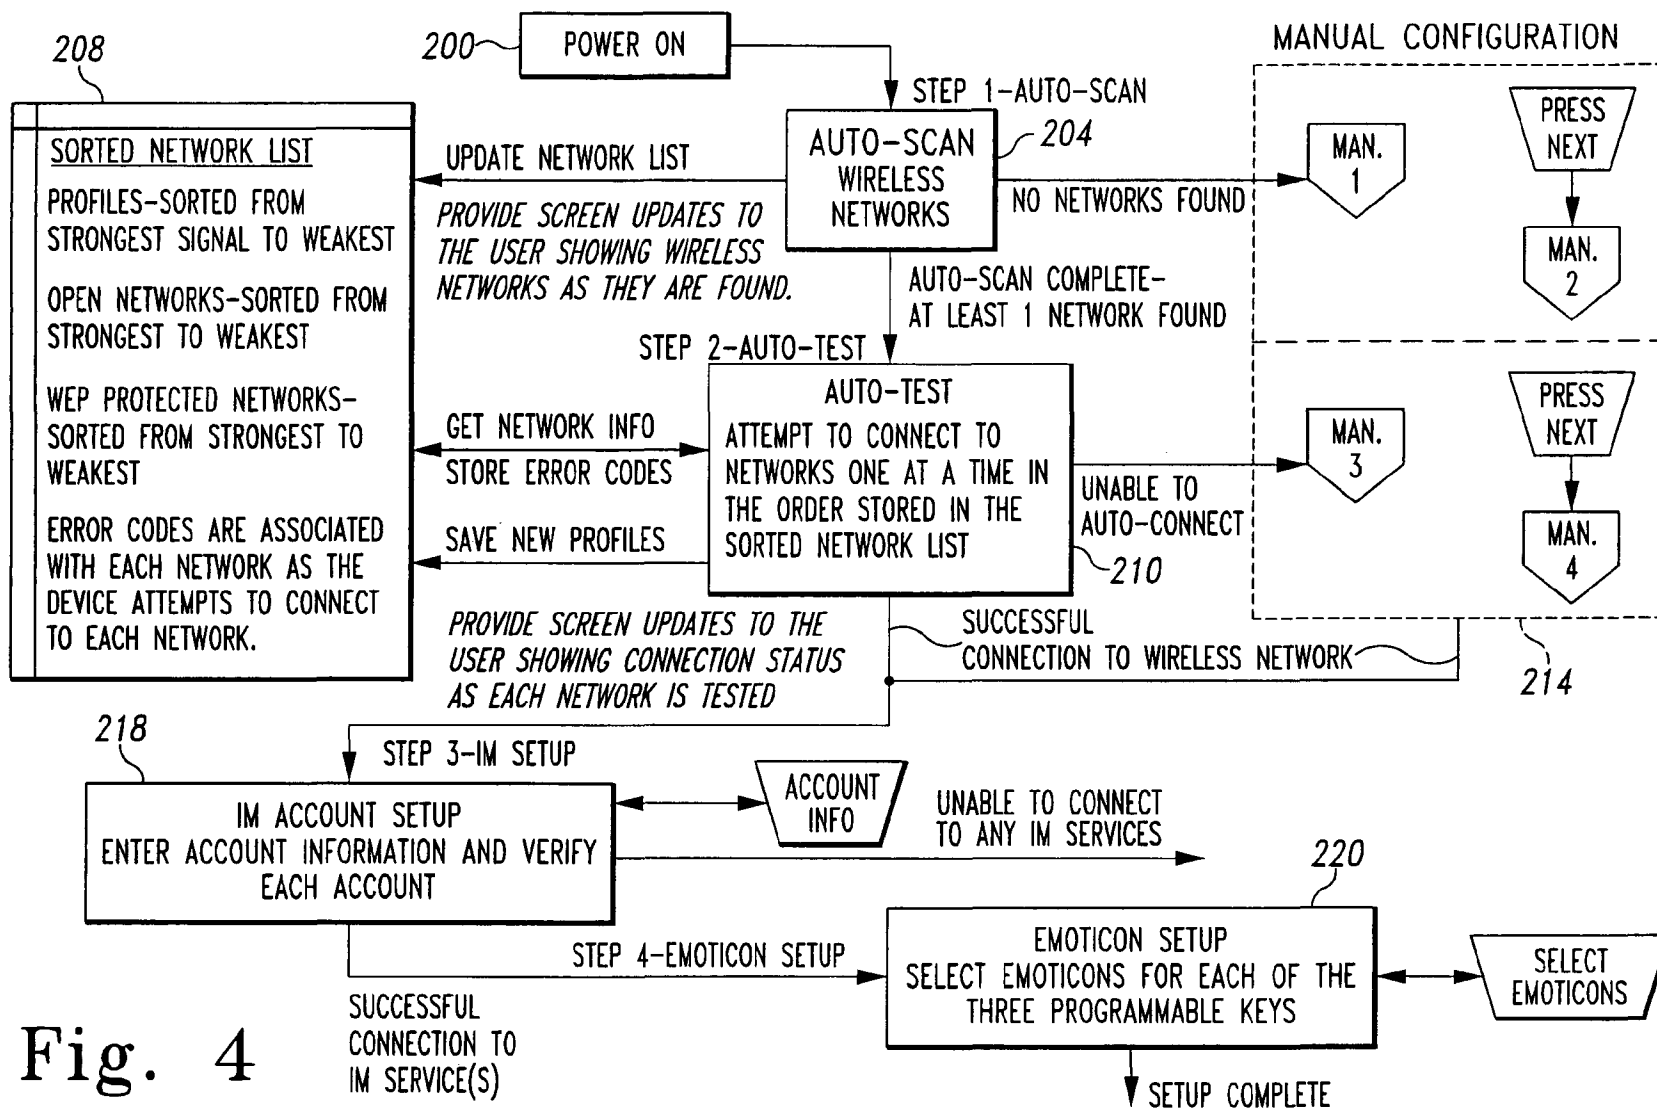 200
POWER ON
MANUAL CONFIGURATION
208
STEP 1-AUTO-SCAN
204
AUTO-SCAN
WIRELESS
NETWORKS
SORTED NETWORK LIST
PROFILES-SORTED FROM
STRONGEST SIGNAL TO WEAKEST
OPEN NETWORKS-SORTED FROM
STRONGEST TO WEAKEST
WEP PROTECTED NETWORKS-
SORTED FROM STRONGEST TO
WEAKEST
ERROR CODES ARE ASSOCIATED
WITH EACH NETWORK AS THE
DEVICE ATTEMPTS TO CONNECT
TO EACH NETWORK.
UPDATE NETWORK LIST
PROVIDE SCREEN UPDATES TO
THE USER SHOWING WIRELESS
NETWORKS AS THEY ARE FOUND.
NO NETWORKS FOUND
MAN.
1
PRESS
NEXT
MAN.
2
AUTO-SCAN COMPLETE-
AT LEAST 1 NETWORK FOUND
STEP 2-AUTO-TEST
AUTO-TEST
ATTEMPT TO CONNECT TO
NETWORKS ONE AT A TIME IN
THE ORDER STORED IN THE
SORTED NETWORK LIST
210
GET NETWORK INFO
STORE ERROR CODES
SAVE NEW PROFILES
PROVIDE SCREEN UPDATES TO THE
USER SHOWING CONNECTION STATUS
AS EACH NETWORK IS TESTED
UNABLE TO
AUTO-CONNECT
MAN.
3
PRESS
NEXT
MAN.
4
SUCCESSFUL
CONNECTION TO WIRELESS NETWORK
214
218
STEP 3-IM SETUP
IM ACCOUNT SETUP
ENTER ACCOUNT INFORMATION AND VERIFY
EACH ACCOUNT
ACCOUNT
INFO
UNABLE TO CONNECT
TO ANY IM SERVICES
220
STEP 4-EMOTICON SETUP
EMOTICON SETUP
SELECT EMOTICONS FOR EACH OF THE
THREE PROGRAMMABLE KEYS
SELECT
EMOTICONS
SUCCESSFUL
CONNECTION TO
IM SERVICE(S)
SETUP COMPLETE
Fig. 4